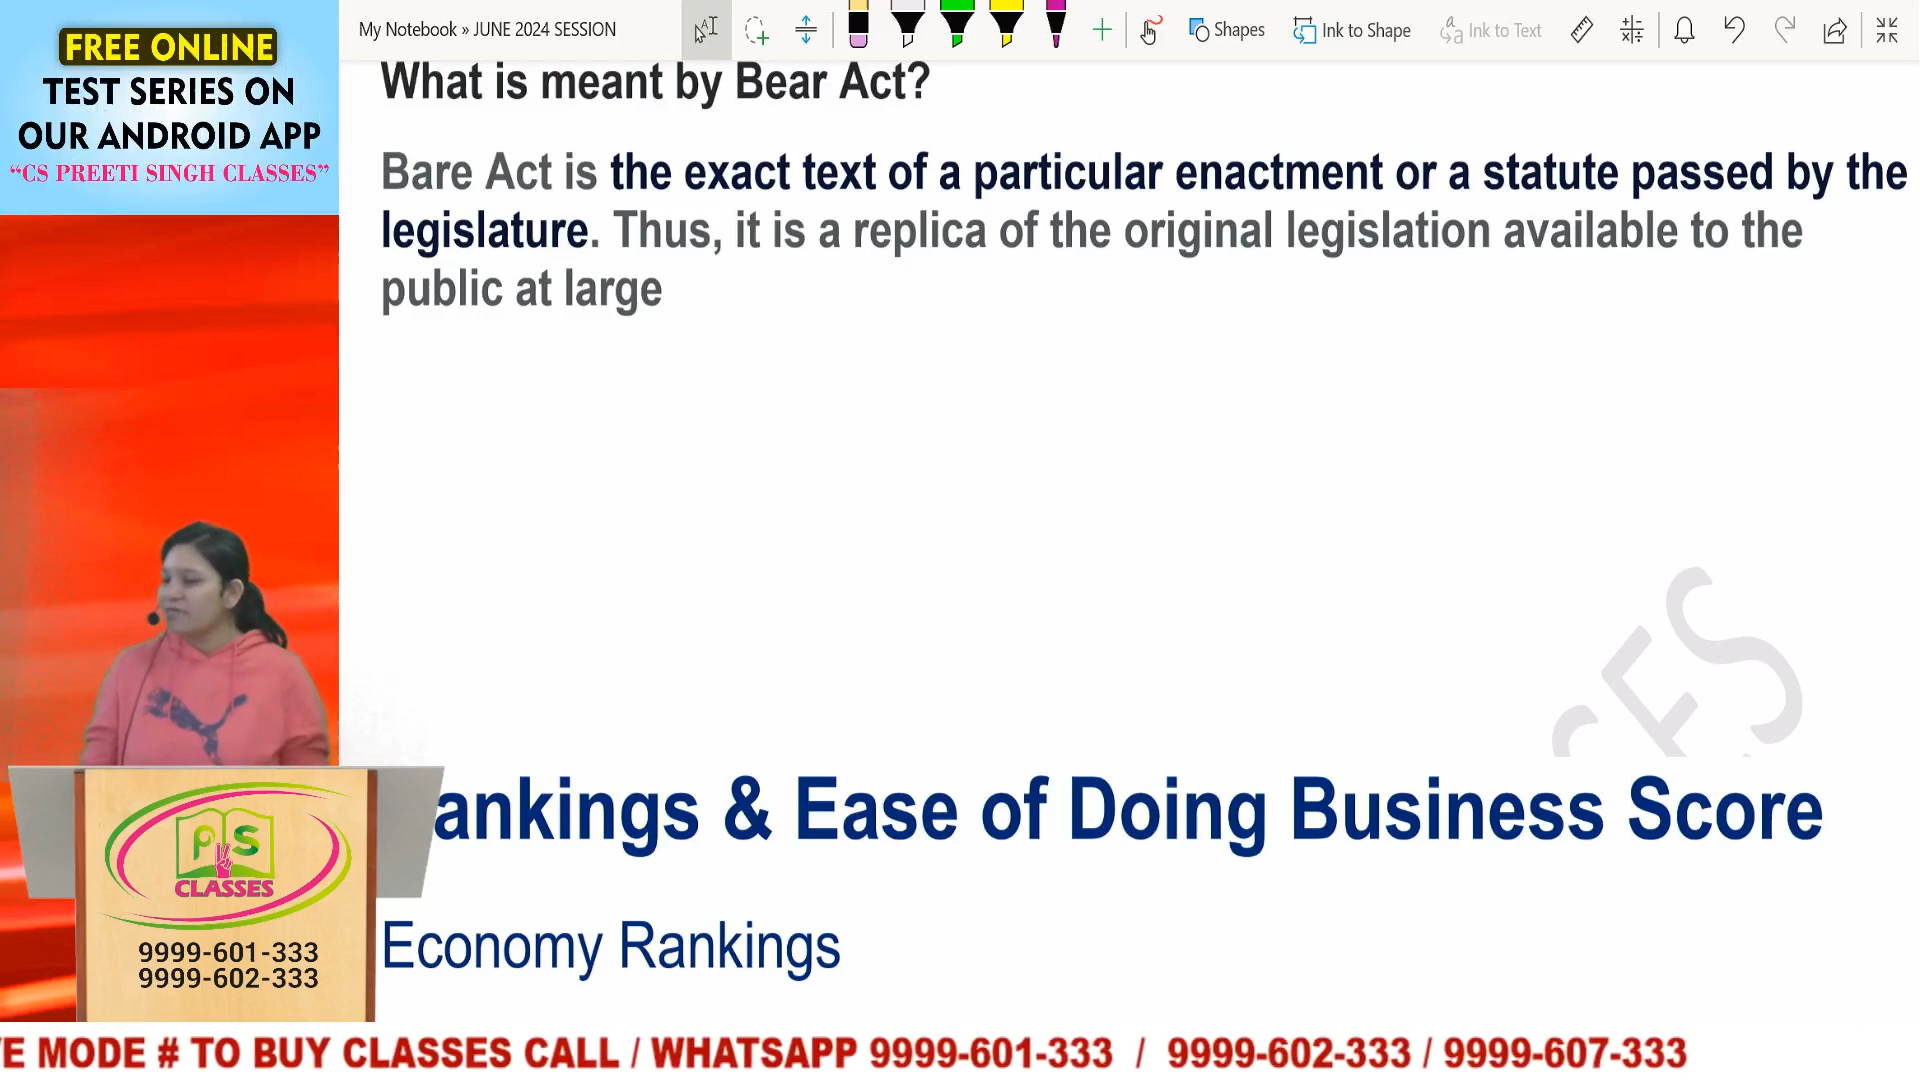 FREE ONLINE
TEST SERIES ON
OUR ANDROID APP
“CS PREETI SINGH CLASSES”
My Notebook » JUNE 2024 SESSION
Shapes
Ink to Shape
Ink to Text
What is meant by Bear Act?
Bare Act is the exact text of a particular enactment or a statute passed by the
legislature. Thus, it is a replica of the original legislation available to the
public at large
ankings & Ease of Doing Business Score
Economy Rankings
PS
CLASSES
9999-601-333
9999-602-333
E MODE # TO BUY CLASSES CALL / WHATSAPP 9999-601-333 / 9999-602-333 / 9999-607-333